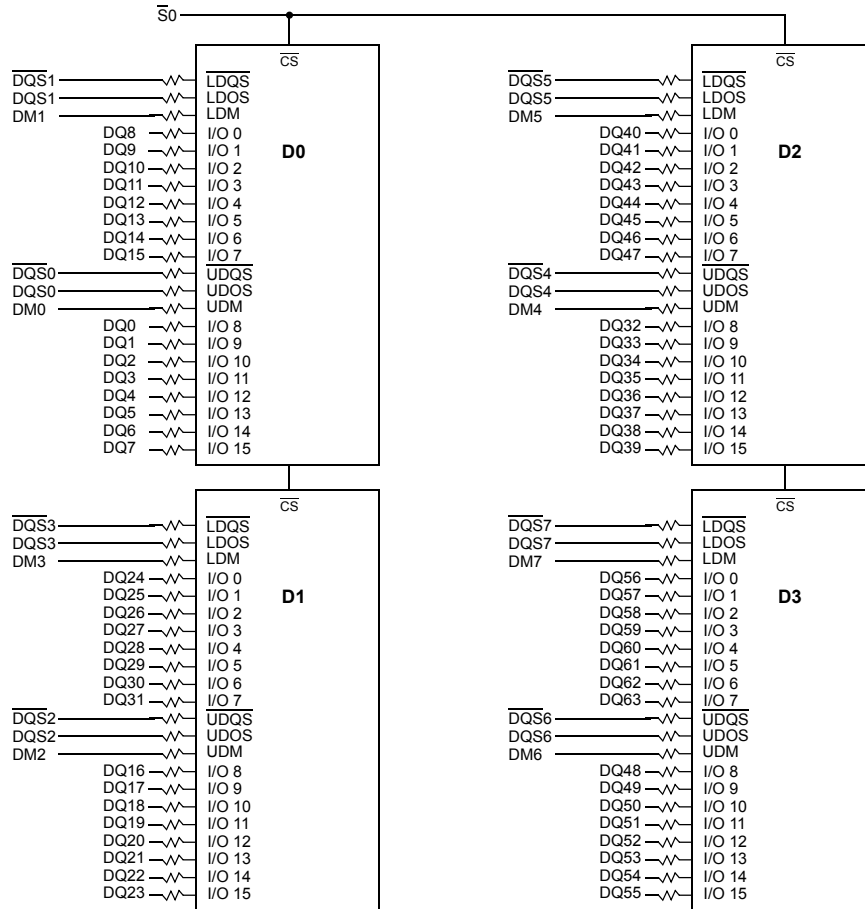 S0
CS
DQS1 LDQS
DQS1 LDOS
DM1 LDM
DQ8 I/O 0
DQ9 I/O 1
DQ10 I/O 2
DQ11 I/O 3
DQ12 I/O 4
DQ13 I/O 5
DQ14 I/O 6
DQ15 I/O 7
DQS0 UDQS
DQS0 UDOS
DM0 UDM
DQ0 I/O 8
DQ1 I/O 9
DQ2 I/O 10
DQ3 I/O 11
DQ4 I/O 12
DQ5 I/O 13
DQ6 I/O 14
DQ7 I/O 15
D0
CS
DQS3 LDQS
DQS3 LDOS
DM3 LDM
DQ24 I/O 0
DQ25 I/O 1
DQ26 I/O 2
DQ27 I/O 3
DQ28 I/O 4
DQ29 I/O 5
DQ30 I/O 6
DQ31 I/O 7
DQS2 UDQS
DQS2 UDOS
DM2 UDM
DQ16 I/O 8
DQ17 I/O 9
DQ18 I/O 10
DQ19 I/O 11
DQ20 I/O 12
DQ21 I/O 13
DQ22 I/O 14
DQ23 I/O 15
D1
CS
DQS5 LDQS
DQS5 LDOS
DM5 LDM
DQ40 I/O 0
DQ41 I/O 1
DQ42 I/O 2
DQ43 I/O 3
DQ44 I/O 4
DQ45 I/O 5
DQ46 I/O 6
DQ47 I/O 7
DQS4 UDQS
DQS4 UDOS
DM4 UDM
DQ32 I/O 8
DQ33 I/O 9
DQ34 I/O 10
DQ35 I/O 11
DQ36 I/O 12
DQ37 I/O 13
DQ38 I/O 14
DQ39 I/O 15
D2
CS
DQS7 LDQS
DQS7 LDOS
DM7 LDM
DQ56 I/O 0
DQ57 I/O 1
DQ58 I/O 2
DQ59 I/O 3
DQ60 I/O 4
DQ61 I/O 5
DQ62 I/O 6
DQ63 I/O 7
DQS6 UDQS
DQS6 UDOS
DM6 UDM
DQ48 I/O 8
DQ49 I/O 9
DQ50 I/O 10
DQ51 I/O 11
DQ52 I/O 12
DQ53 I/O 13
DQ54 I/O 14
DQ55 I/O 15
D3